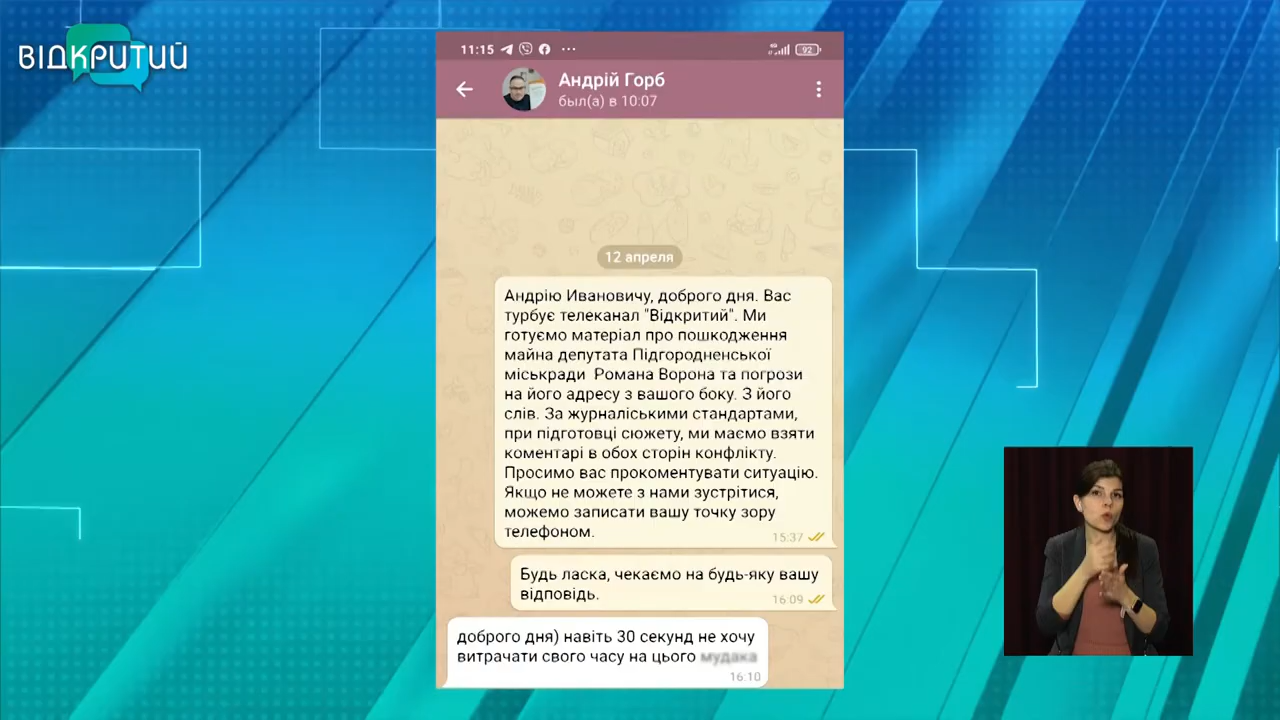 ВІДКРИТИЙ
11:15
92
Андрій Горб
был(а) в 10:07
12 апреля
Андрію Ивановичу, доброго дня. Вас
турбує телеканал "Відкритий". Ми
готуємо матеріал про пошкодження
майна депутата Підгородненської
міськради Романа Ворона та погрози
на його адресу з вашого боку. З його
слів. За журналіськими стандартами,
при підготовці сюжету, ми маємо взяти
коментарі в обох сторін конфлікту.
Просимо вас прокоментувати ситуацію.
Якщо не можете з нами зустрітися,
можемо записати вашу точку зору
телефоном.
15:37
Будь ласка, чекаємо на будь-яку вашу
відповідь.
16:09
доброго дня) навіть 30 секунд не хочу
витрачати свого часу на цього мудака
16:10